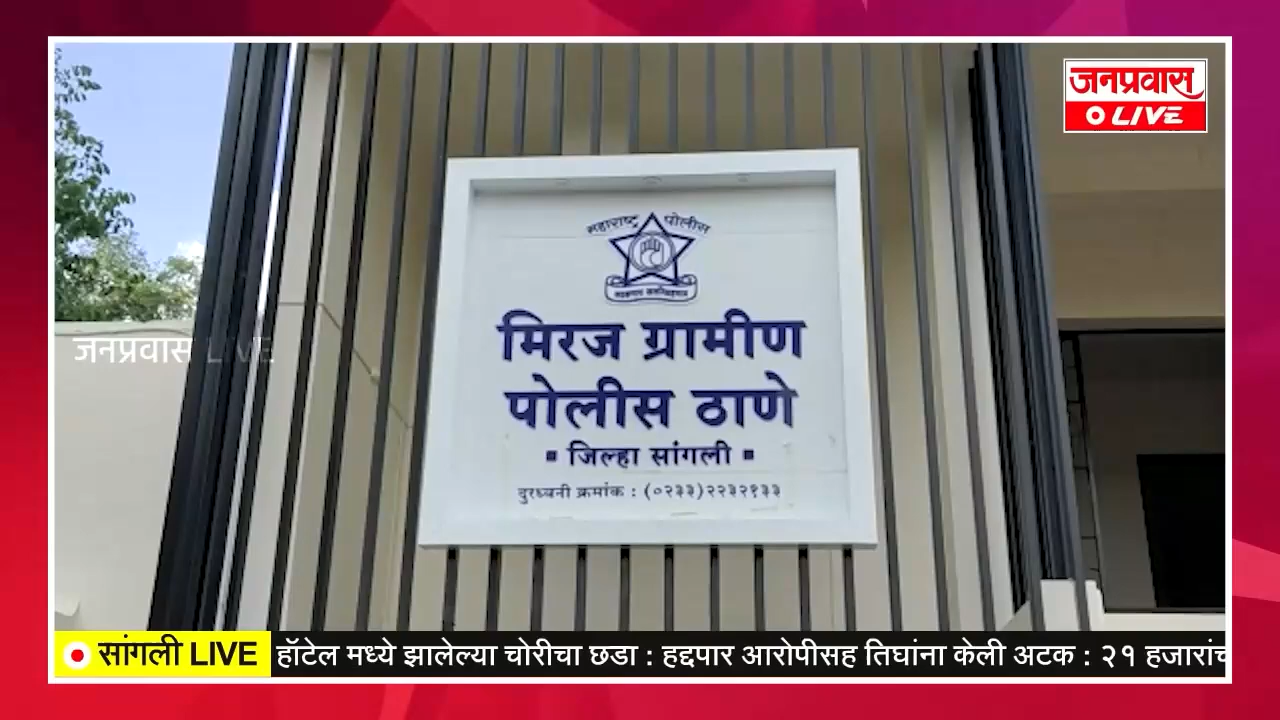 जनप्रवास
LIVE
महाराष्ट्र पोलीस
मिरज ग्रामीण
पोलीस ठाणे
जनप्रवास LIVE
जिल्हा सांगली
दुरध्वनी क्रमांक : (०२३३)२२३२१३३
सांगली LIVE
हॉटेल मध्ये झालेल्या चोरीचा छडा : हद्दपार आरोपीसह तिघांना केली अटक : २१ हजारांच